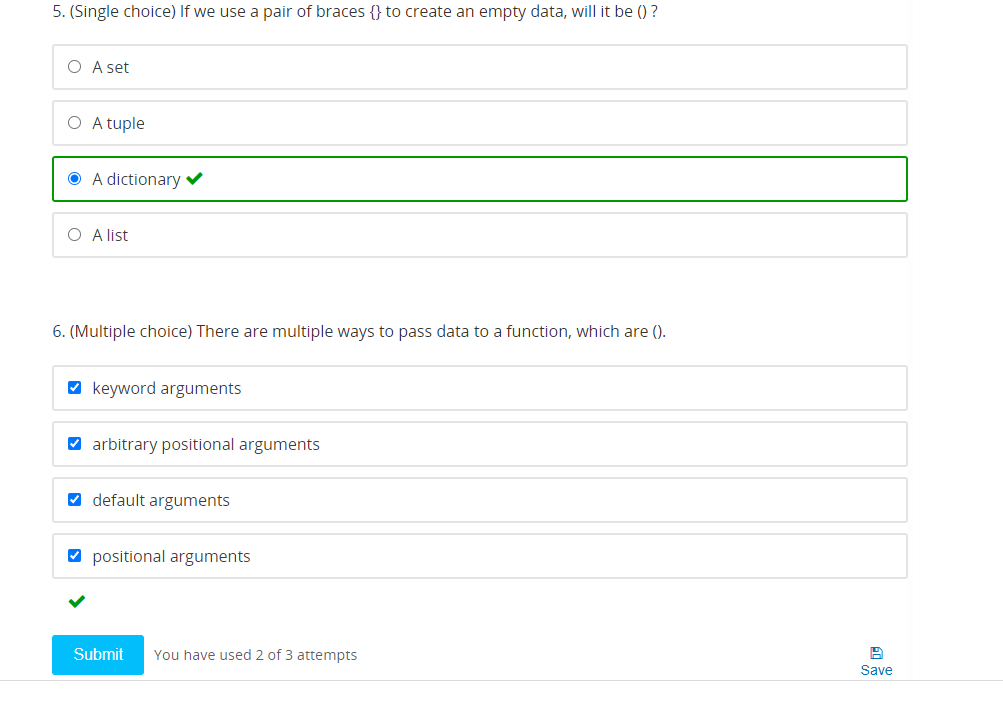 5. (Single choice) If we use a pair of braces {} to create an empty data, will it be () ?
A set
A tuple
A dictionary
A list
6. (Multiple choice) There are multiple ways to pass data to a function, which are ().
keyword arguments
arbitrary positional arguments
default arguments
positional arguments
Submit You have used 2 of 3 attempts
Save